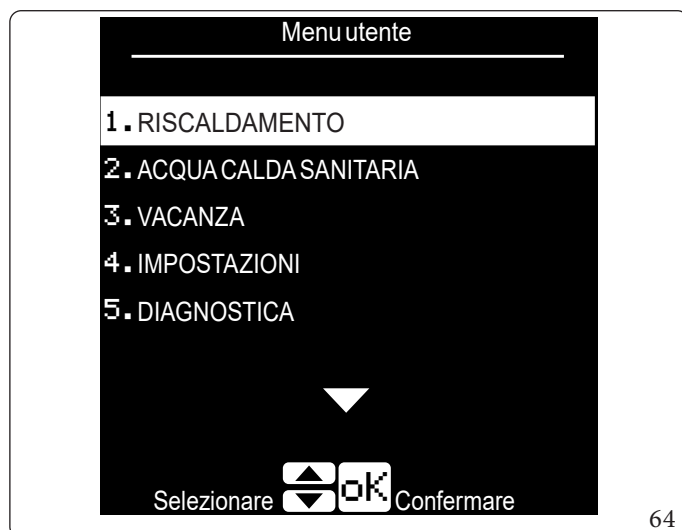 Menu utente
1. RISCALDAMENTO
2. ACQUA CALDA SANITARIA
3. VACANZA
4. IMPOSTAZIONI
5. DIAGNOSTICA
Selezionare oK Confermare
64